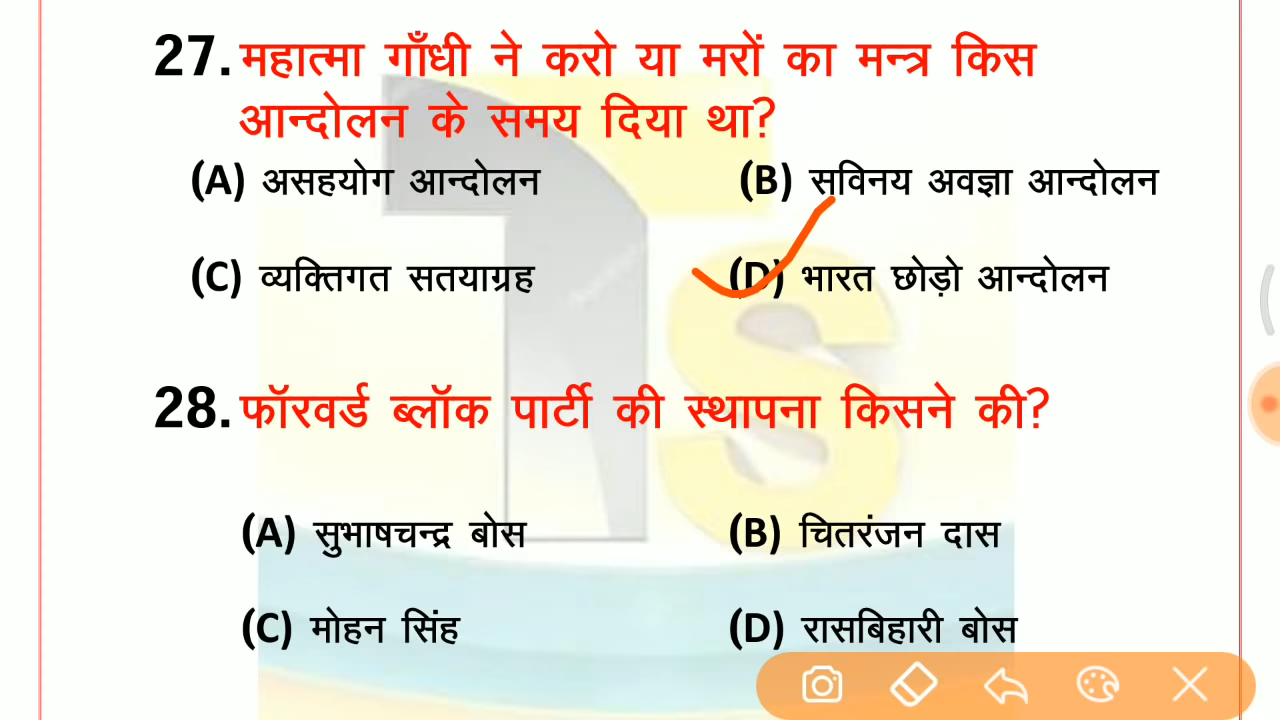 27. महात्मा गाँधी ने करो या मरों का मन्त्र किस
आन्दोलन के समय दिया था?
(A) असहयोग आन्दोलन (B) सविनय अवज्ञा आन्दोलन
(C) व्यक्तिगत सतयाग्रह (D) भारत छोड़ो आन्दोलन
28. फॉरवर्ड ब्लॉक पार्टी की स्थापना किसने की?
(A) सुभाषचन्द्र बोस (B) चितरंजन दास
(C) मोहन सिंह (D) रासबिहारी बोस